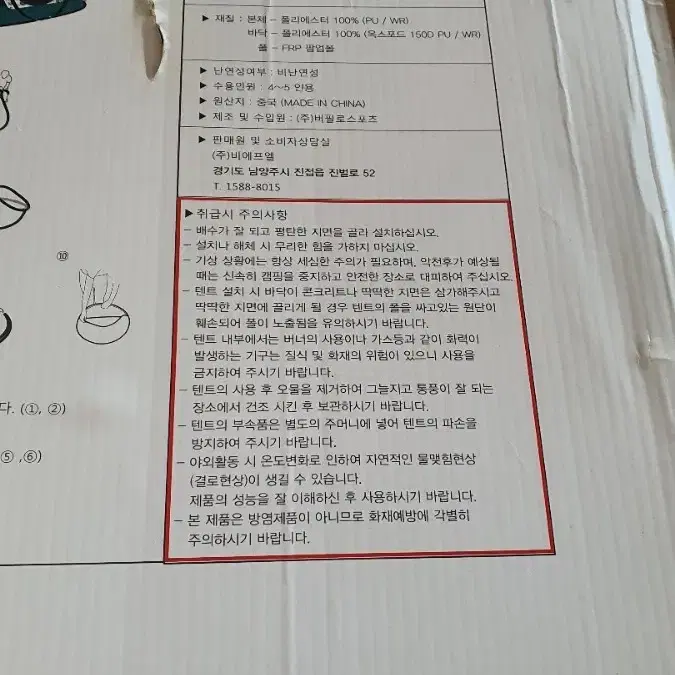 ▶ 재질 : 본체 - 폴리에스터 100% (PU / WR)
바닥 - 폴리에스터 100% (옥스포드 150D PU / WR)
폴 - FRP 팝업폴
▶ 난연성여부 : 비난연성
▶ 수용인원 : 4~5 인용
▶ 원산지 : 중국 (MADE IN CHINA)
▶ 제조 및 수입원 : (주)버팔로스포츠
▶ 판매원 및 소비자상담실
(주)비에프엘
경기도 남양주시 진접읍 진벌로 52
T. 1588-8015
▶ 취급시 주의사항
- 배수가 잘 되고 평탄한 지면을 골라 설치하십시오.
- 설치나 해체 시 무리한 힘을 가하지 마십시오.
- 기상 상황에는 항상 세심한 주의가 필요하며, 악천후가 예상될
때는 신속히 캠핑을 중지하고 안전한 장소로 대피하여 주십시오.
- 텐트 설치 시 바닥이 콘크리트나 딱딱한 지면은 삼가해주시고
딱딱한 지면에 끌리게 될 경우 텐트의 폴을 싸고있는 원단이
훼손되어 폴이 노출됨을 유의하시기 바랍니다.
- 텐트 내부에서는 버너의 사용이나 가스등과 같이 화력이
발생하는 기구는 질식 및 화재의 위험이 있으니 사용을
금지하여 주시기 바랍니다.
- 텐트의 사용 후 오물을 제거하여 그늘지고 통풍이 잘 되는
장소에서 건조 시킨 후 보관하시기 바랍니다.
- 텐트의 부속품은 별도의 주머니에 넣어 텐트의 파손을
방지하여 주시기 바랍니다.
- 야외활동 시 온도변화로 인하여 자연적인 물맺힘현상
(결로현상)이 생길 수 있습니다.
제품의 성능을 잘 이해하신 후 사용하시기 바랍니다.
- 본 제품은 방염제품이 아니므로 화재예방에 각별히
주의하시기 바랍니다.
⑩
다. (①, ②)
⑤ ,⑥)